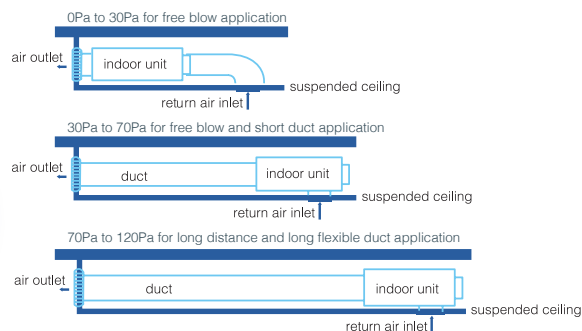 0Pa to 30Pa for free blow application
air outlet
indoor unit
suspended ceiling
return air inlet
30Pa to 70Pa for free blow and short duct application
air outlet
duct
indoor unit
suspended ceiling
return air inlet
70Pa to 120Pa for long distance and long flexible duct application
air outlet
duct
indoor unit
suspended ceiling
return air inlet